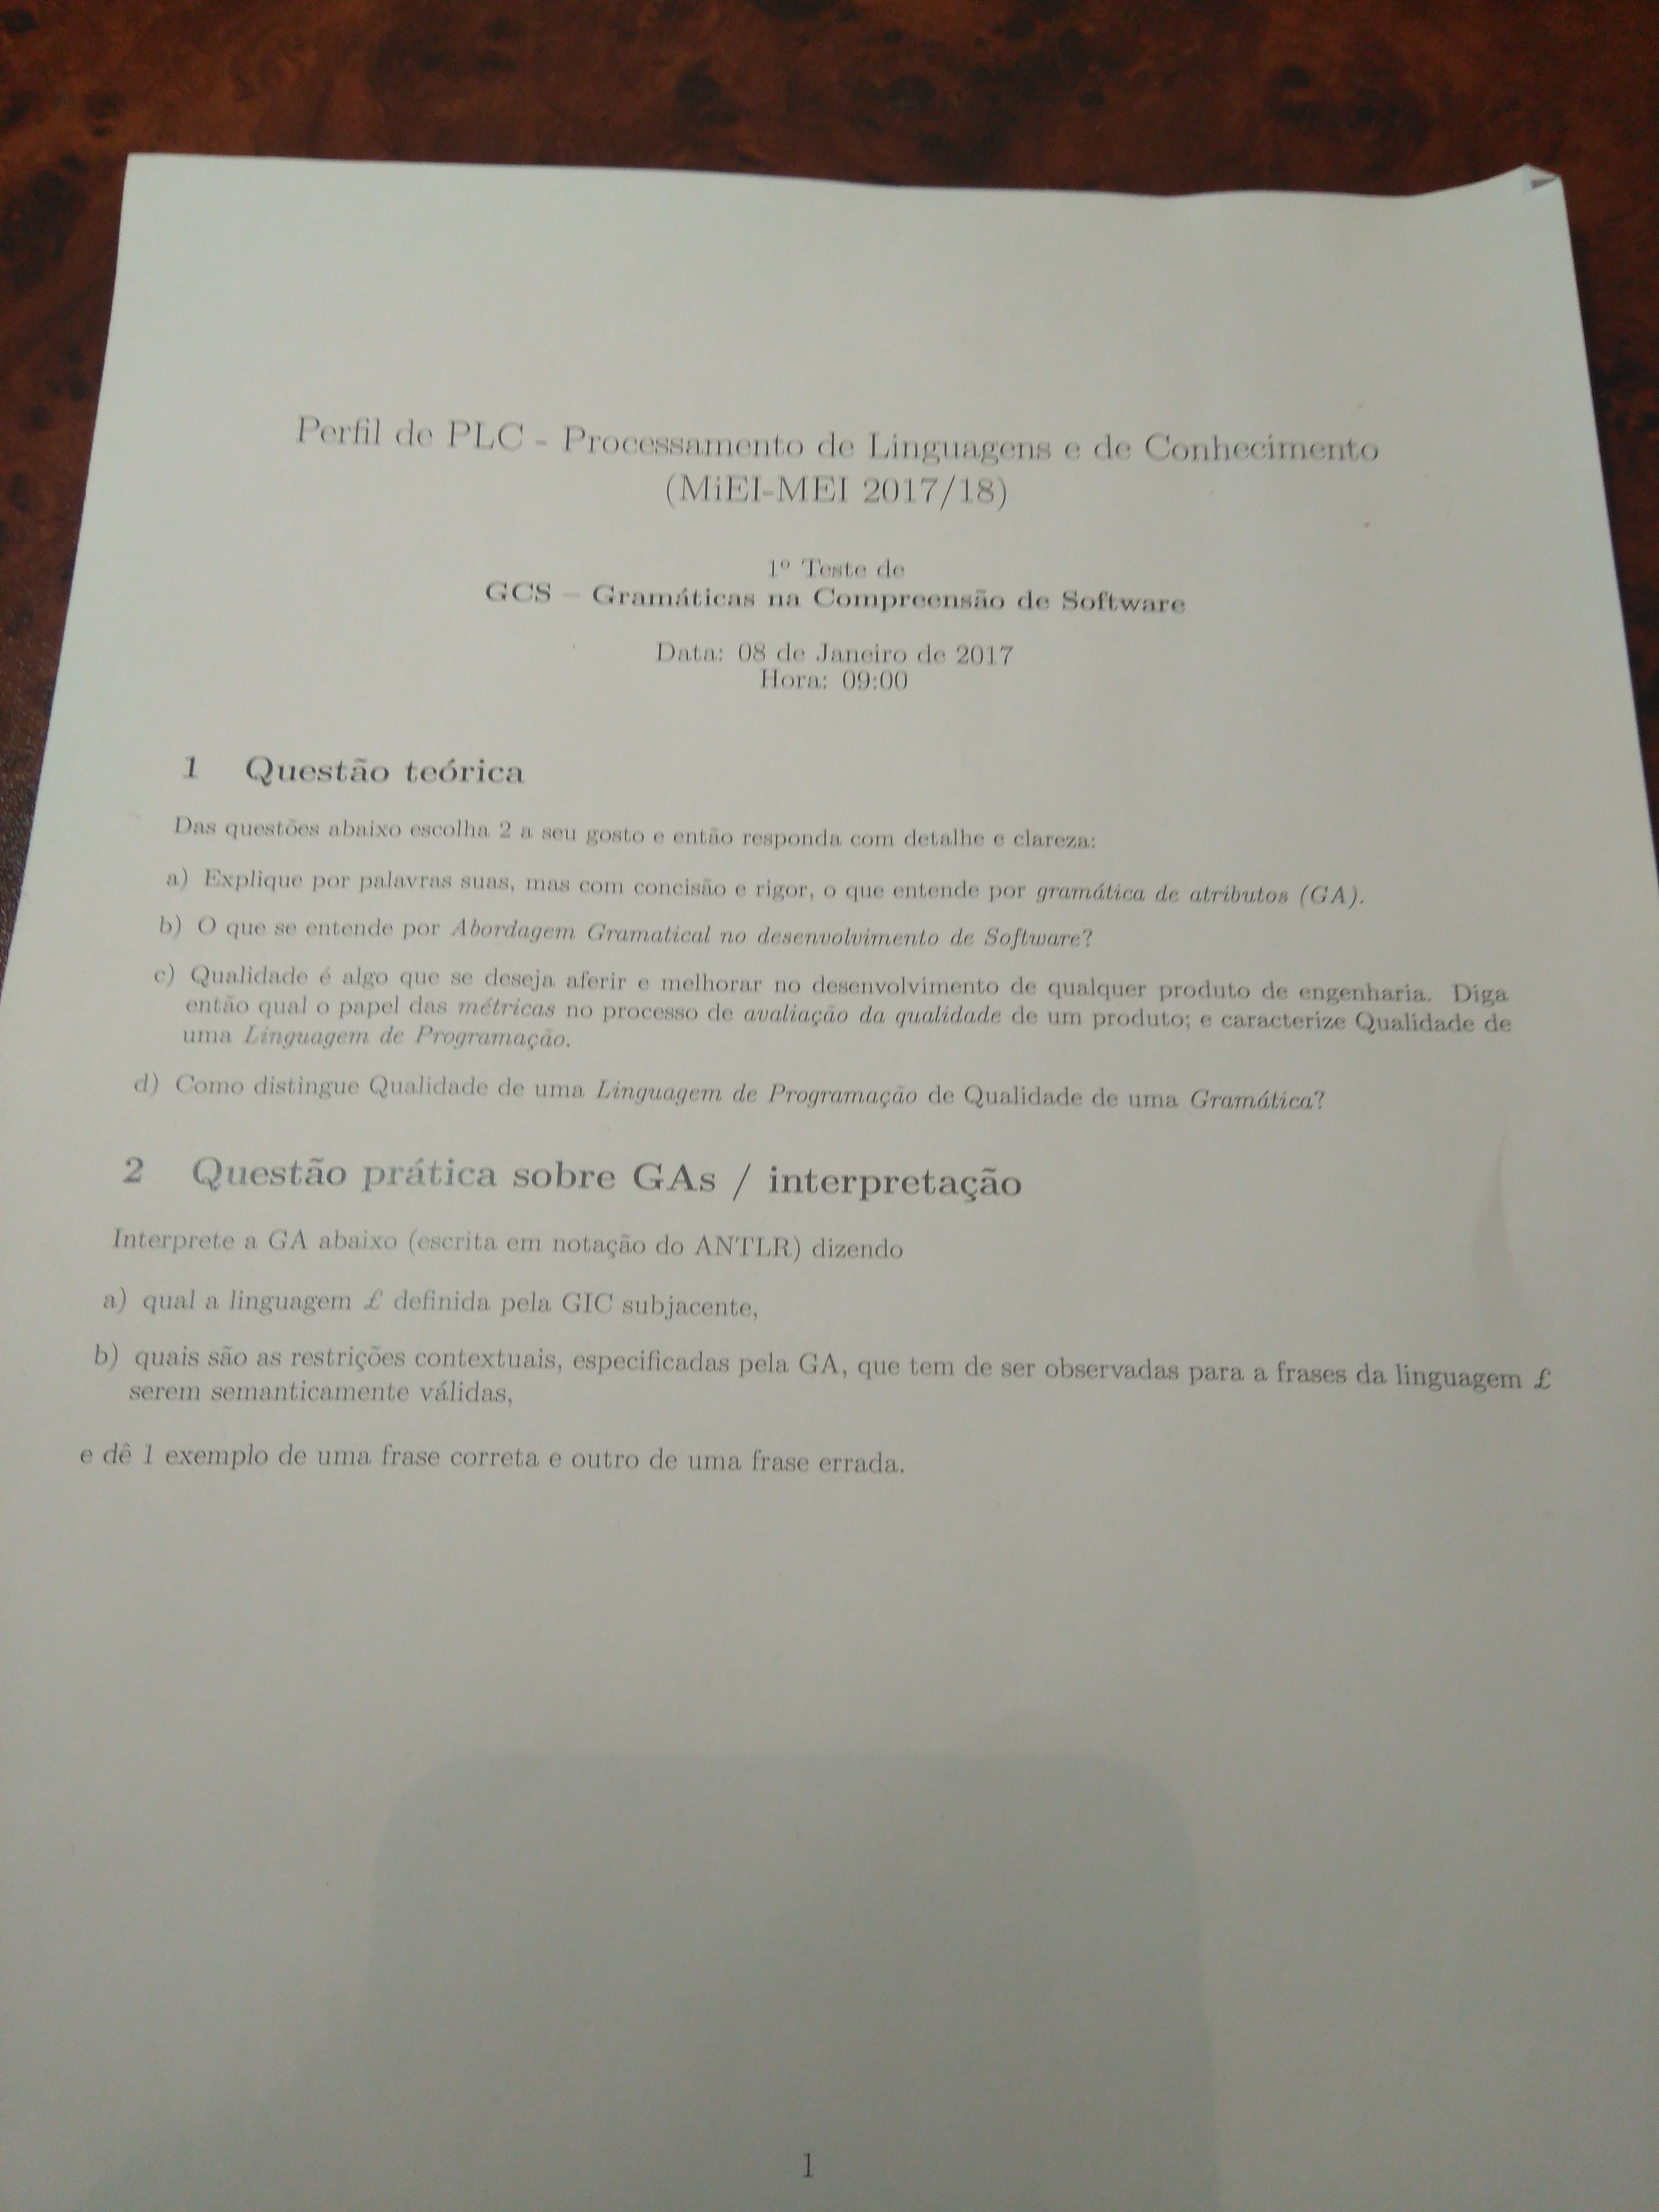 Perfil de PLC - Processamento de Linguagens e de Conhecimento
(MiEI-MEI 2017/18)
1º Teste de
GCS – Gramáticas na Compreensão de Software
Data: 08 de Janeiro de 2017
Hora: 09:00
1 Questão teórica
Das questões abaixo escolha 2 a seu gosto e então responda com detalhe e clareza:
a) Explique por palavras suas, mas com concisão e rigor, o que entende por gramática de atributos (GA).
b) O que se entende por Abordagem Gramatical no desenvolvimento de Software?
c) Qualidade é algo que se deseja aferir e melhorar no desenvolvimento de qualquer produto de engenharia. Diga
então qual o papel das métricas no processo de avaliação da qualidade de um produto; e caracterize Qualidade de
uma Linguagem de Programação.
d) Como distingue Qualidade de uma Linguagem de Programação de Qualidade de uma Gramática?
2 Questão prática sobre GAs / interpretação
Interprete a GA abaixo (escrita em notação do ANTLR) dizendo
a) qual a linguagem £ definida pela GIC subjacente,
b) quais são as restrições contextuais, especificadas pela GA, que tem de ser observadas para a frases da linguagem £
serem semanticamente válidas,
e dê 1 exemplo de uma frase correta e outro de uma frase errada.
1